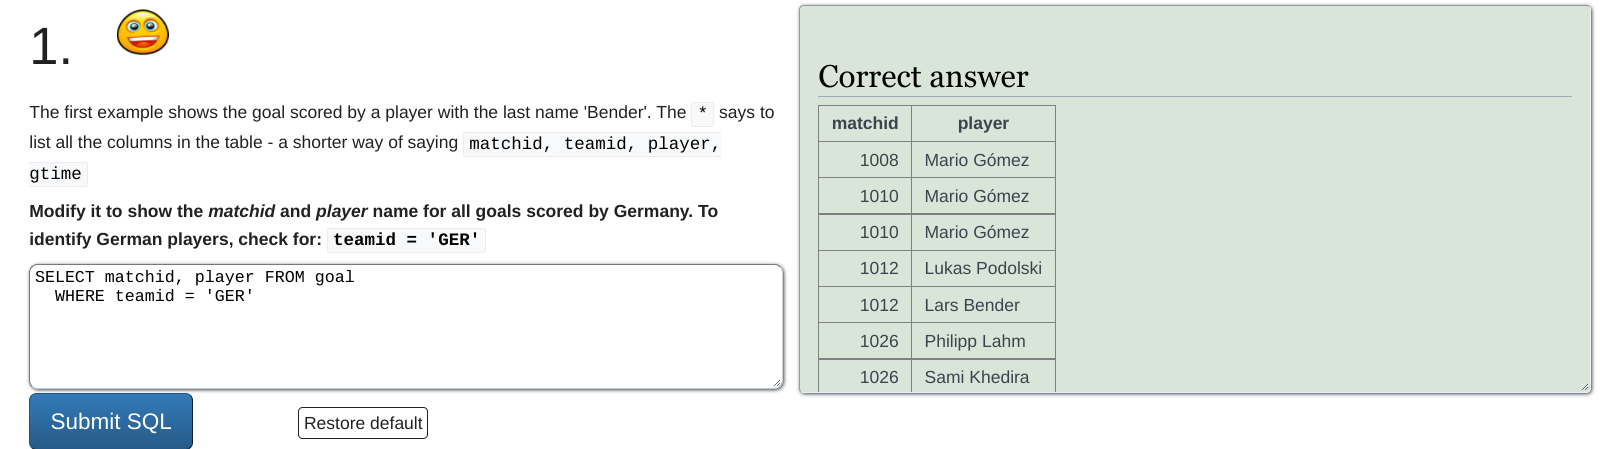 1.
The first example shows the goal scored by a player with the last name 'Bender'. The * says to
list all the columns in the table - a shorter way of saying matchid, teamid, player,
gtime
Modify it to show the matchid and player name for all goals scored by Germany. To
identify German players, check for: teamid = 'GER'
SELECT matchid, player FROM goal
  WHERE teamid = 'GER'
Submit SQL
Restore default
Correct answer
matchid player
1008 Mario Gómez
1010 Mario Gómez
1010 Mario Gómez
1012 Lukas Podolski
1012 Lars Bender
1026 Philipp Lahm
1026 Sami Khedira